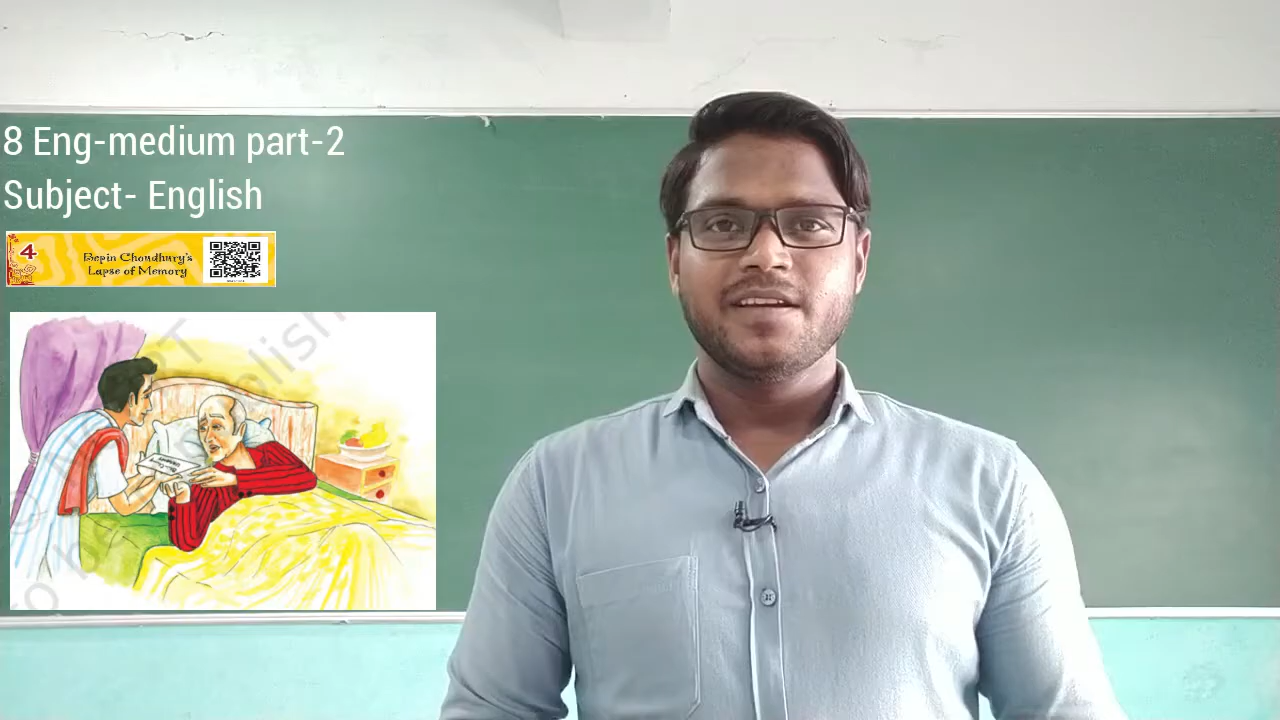 8 Eng-medium part-2
Subject- English
4
Bepin Choudhury's
Lapse of Memory